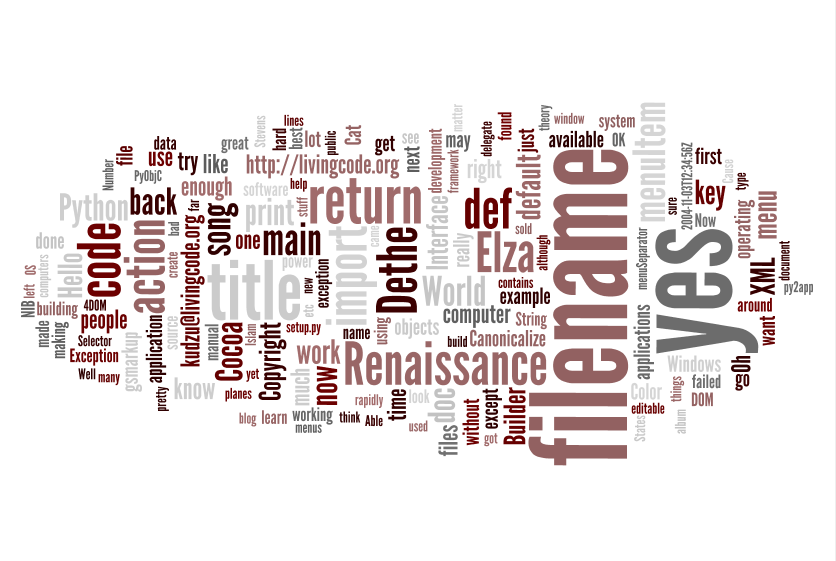 lines
Stevens
hard
best
lot
public
Cat
great
data
file
use
try
like
get
see
next
may
matter
delegate
found
just
theory
window
system
available
OK
menuItem
2004-11-03T12:34:56Z
first
Cause
type
key
sure
Now
operating
menu
Number
PyObjC
http://livingcode.org
development
framework
right
default
Python
back
enough
far
software
help
stuff
print
return
def
sold
although
filename
yes
done
Hello
code
action
bad
create
kudzu@livingcode.org
song
one
main
import
came
Dethe
Interface
really
Elza
menuSeparator
XML
document
py2app
NIB
left
os
computers
building
4DOM
people
title
power
new
exception
etc
World
contains
example
computer
String
applications
around
want
made
making
Selector
Exception
Well
many
gsmarkup
application
pretty
source
manual
Cocoa
Islam
yet
Copyright
setup.py
name
using
objects
build
Canonicalize
work
Renaissance
know
planes
much
now
rapidly
look
doc
Windows
failed
DOM
things
go
Oh
Color
editable
States
album
blog
learn
working
menus
think
Able
time
used
files
without
got
except
Builder